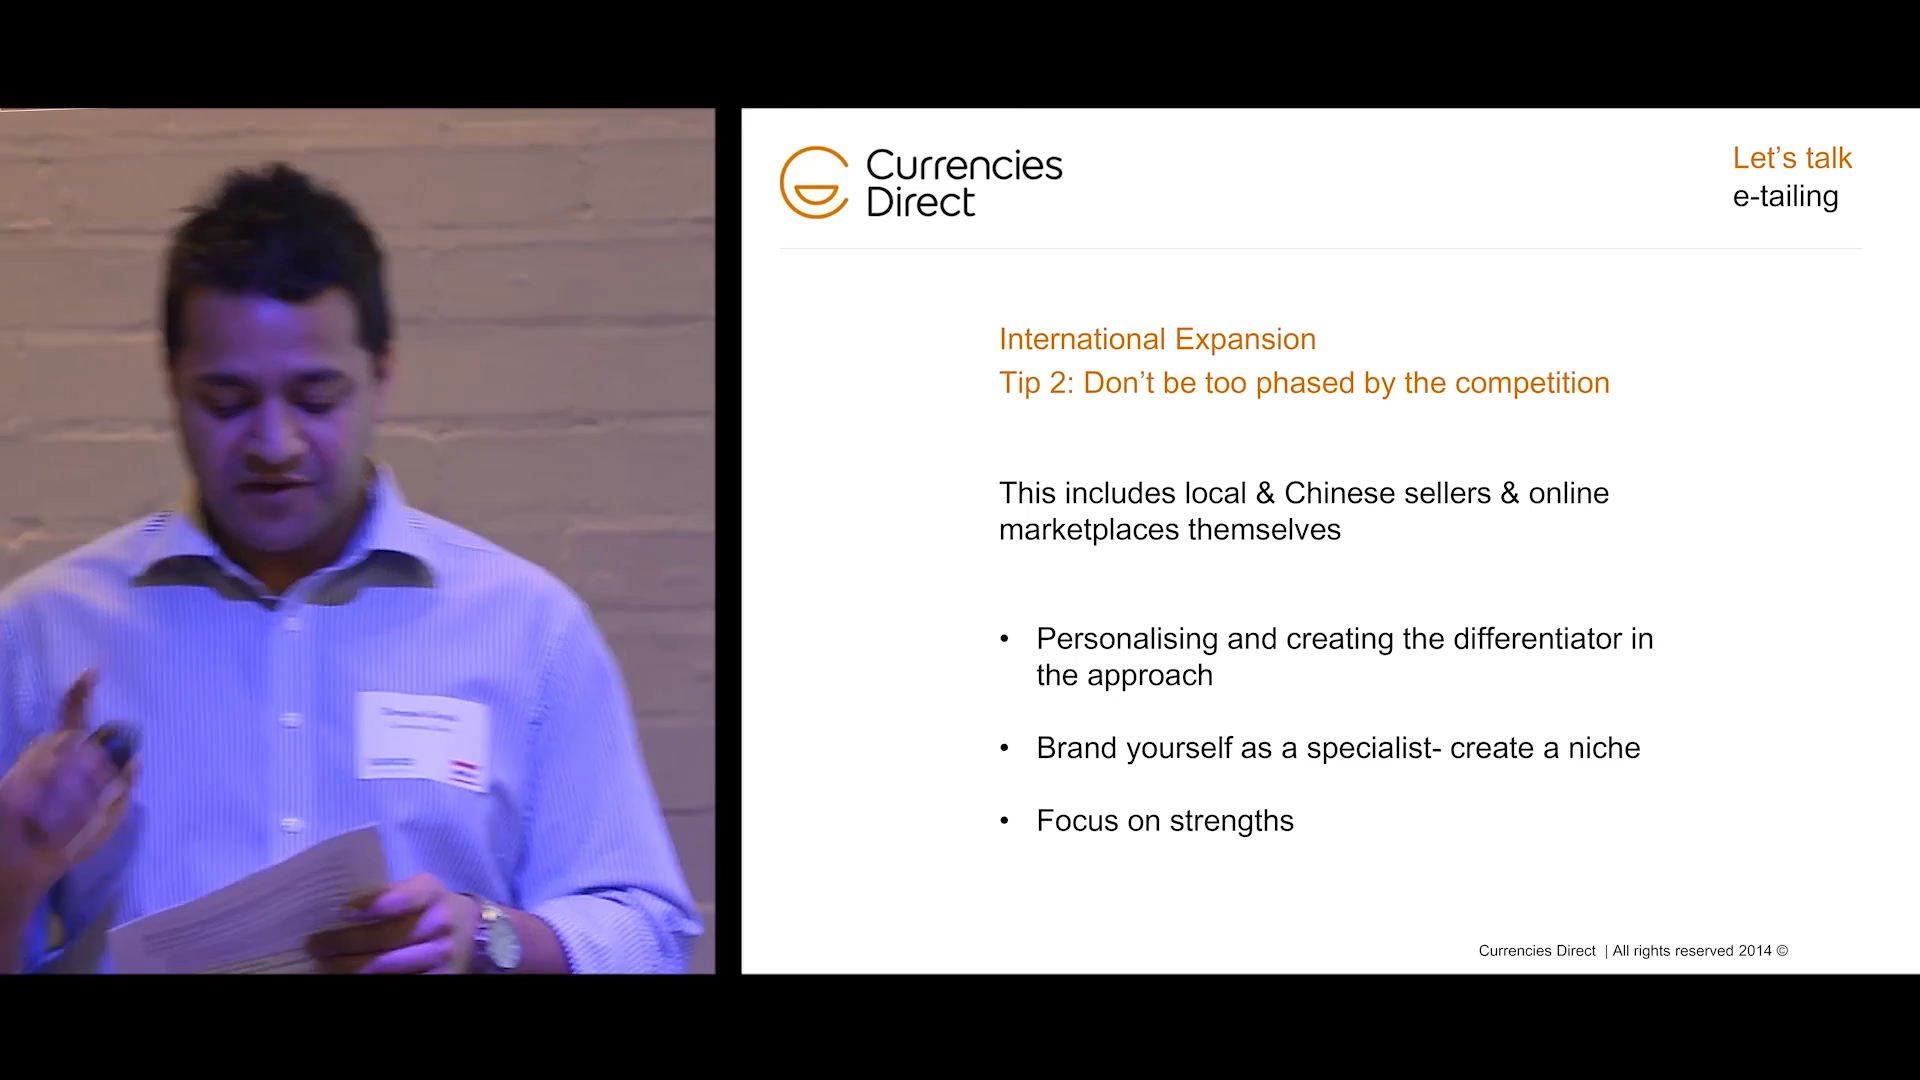 Currencies
Direct
Let's talk
e-tailing
International Expansion
Tip 2: Don't be too phased by the competition
This includes local & Chinese sellers & online
marketplaces themselves
• Personalising and creating the differentiator in
the approach
• Brand yourself as a specialist- create a niche
• Focus on strengths
Currencies Direct | All rights reserved 2014 ©